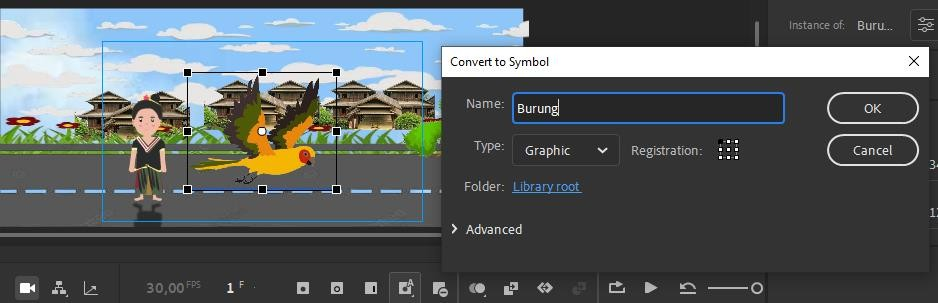 Instance of: Buru...
Convert to Symbol
Name: Burung
OK
Type: Graphic
Registration:
Cancel
Folder: Library root
Advanced
30,00 FPS
1 F